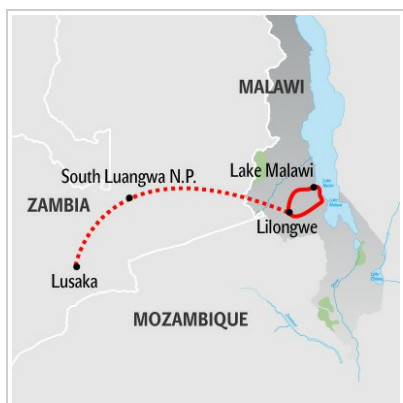 MALAWI
Lake Malawi
South Luangwa N.P.
ZAMBIA
Lilongwe
Lusaka
MOZAMBIQUE